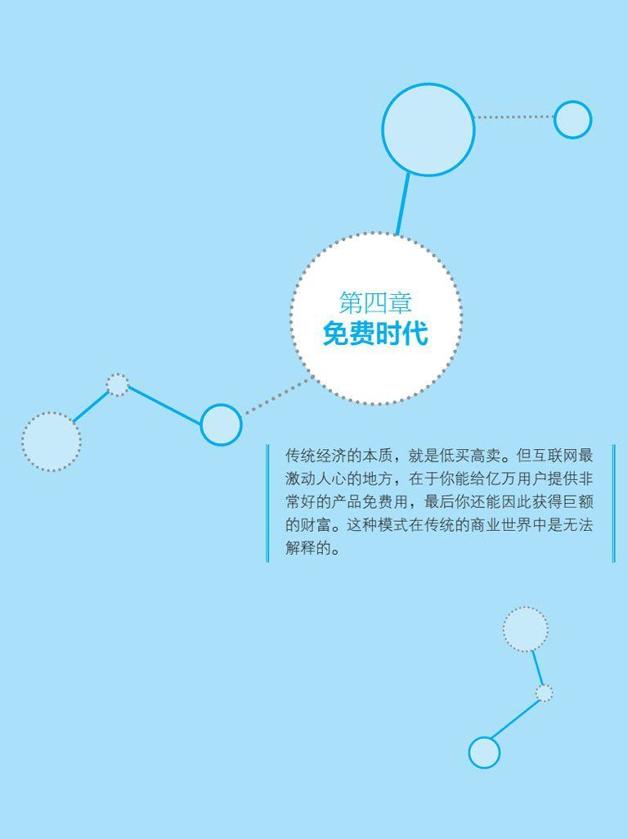 第四章
免费时代
传统经济的本质，就是低买高卖。但互联网最
激动人心的地方，在于你能给亿万用户提供非
常好的产品免费用，最后你还能因此获得巨额
的财富。这种模式在传统的商业世界中是无法
解释的。